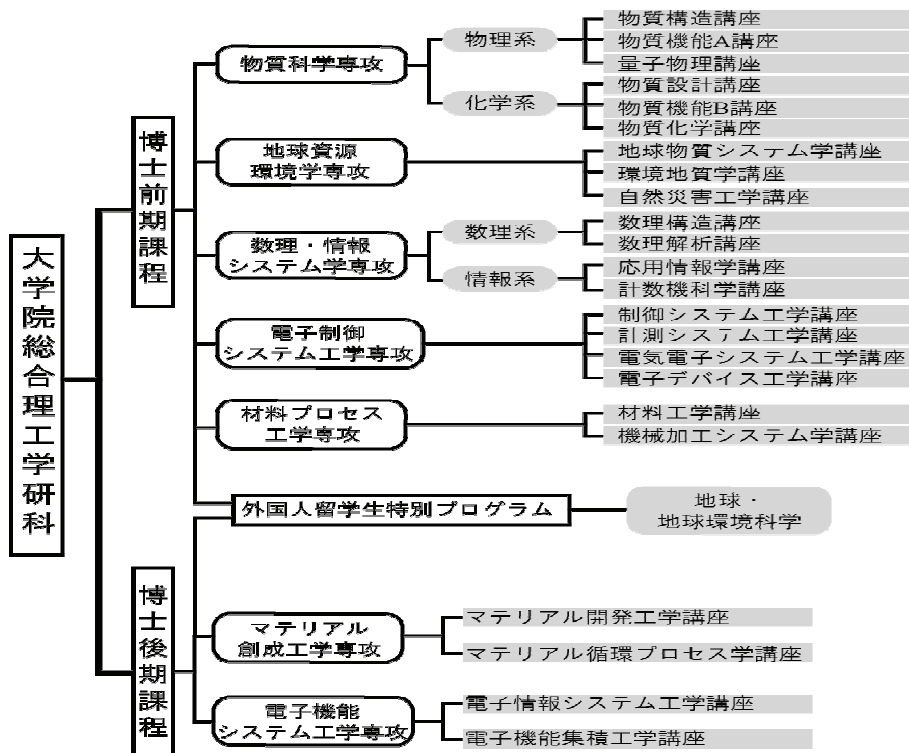 大学院総合理工学研科
博士前期課程
物質科学専攻
物理系
物質構造講座
物質機能A講座
量子物理講座
化学系
物質設計講座
物質機能B講座
物質化学講座
地球資源
環境学専攻
地球物質システム学講座
環境地質学講座
自然災害工学講座
数理・情報
システム学専攻
数理系
数理構造講座
数理解析講座
情報系
応用情報学講座
計数機科学講座
電子制御
システム工学専攻
制御システム工学講座
計測システム工学講座
電気電子システム工学講座
電子デバイス工学講座
材料プロセス
工学専攻
材料工学講座
機械加工システム学講座
外国人留学生特別プログラム
地球・
地球環境科学
博士後期課程
マテリアル
創成工学専攻
マテリアル開発工学講座
マテリアル循環プロセス学講座
電子機能
システム工学専攻
電子情報システム工学講座
電子機能集積工学講座